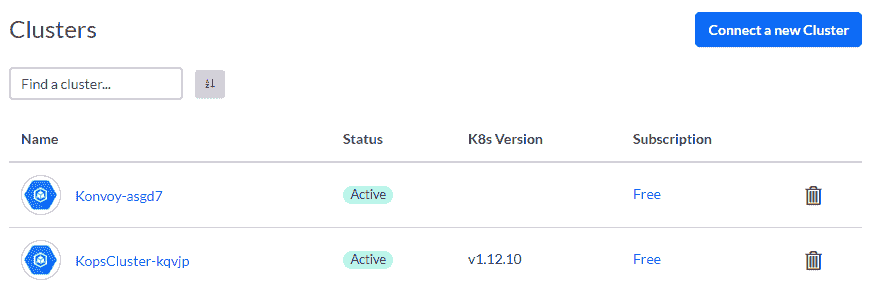 Clusters
Connect a new Cluster
Find a cluster...
Name Status K8s Version Subscription
Konvoy-asgd7 Active Free
KopsCluster-kqvjp Active v1.12.10 Free